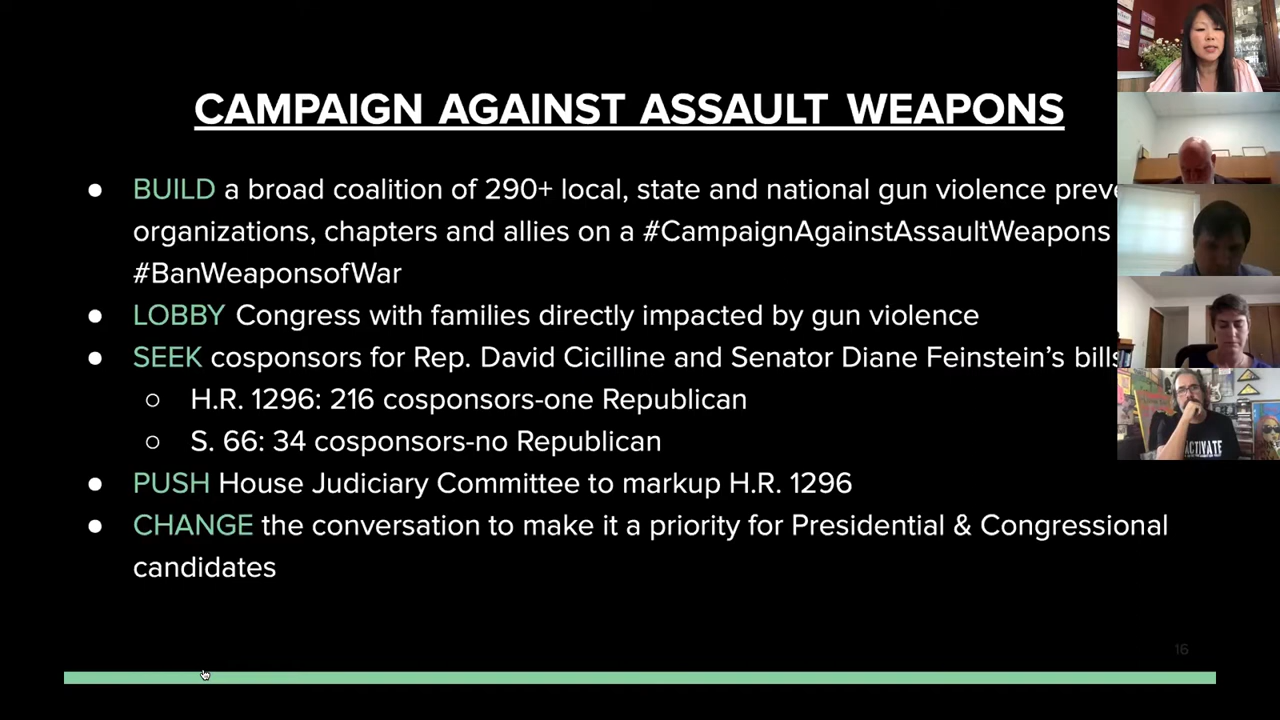 CAMPAIGN AGAINST ASSAULT WEAPONS
● BUILD a broad coalition of 290+ local, state and national gun violence
organizations, chapters and allies on a #CampaignAgainstAssaultWeapons
#BanWeaponsofWar
● LOBBY Congress with families directly impacted by gun violence
● SEEK cosponsors for Rep. David Cicilline and Senator Diane Feinstein's bills
○ H.R. 1296: 216 cosponsors-one Republican
○ S. 66: 34 cosponsors-no Republican
● PUSH House Judiciary Committee to markup H.R. 1296
● CHANGE the conversation to make it a priority for Presidential & Congressional
candidates
16